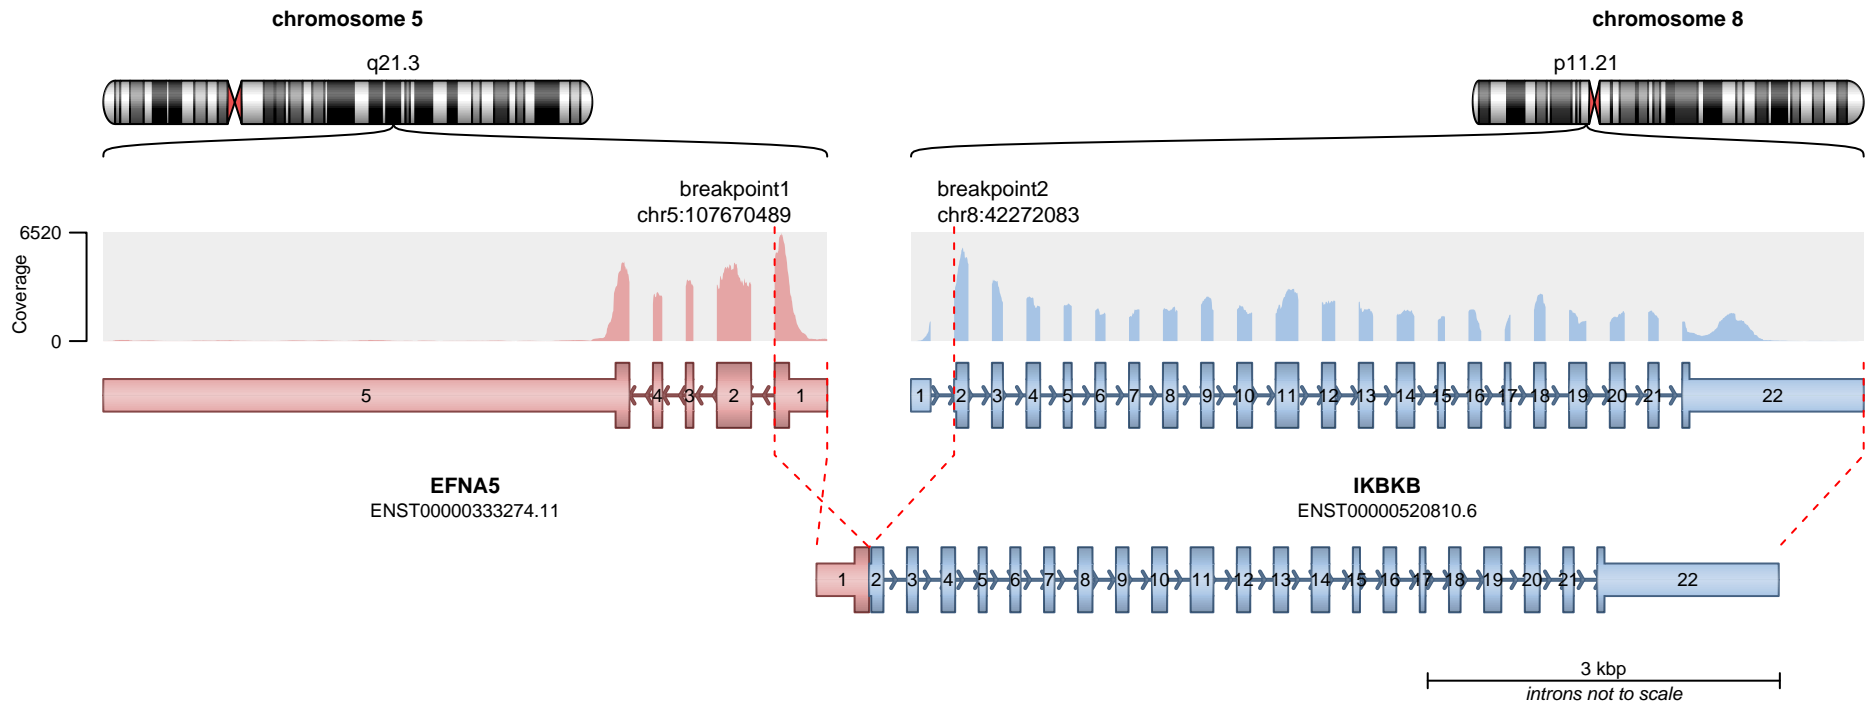 chromosome 5
chromosome 8
q21.3
p11.21
breakpoint1
chr5:107670489
breakpoint2
chr8:42272083
6520
0
Coverage
5 4 3 2 1
1 2 3 4 5 6 7 8 9 10 11 12 13 14 15 16 17 18 19 20 21 22
EFNA5
ENST00000333274.11
IKBKB
ENST00000520810.6
1 2 3 4 5 6 7 8 9 10 11 12 13 14 15 16 17 18 19 20 21 22
3 kbp
introns not to scale